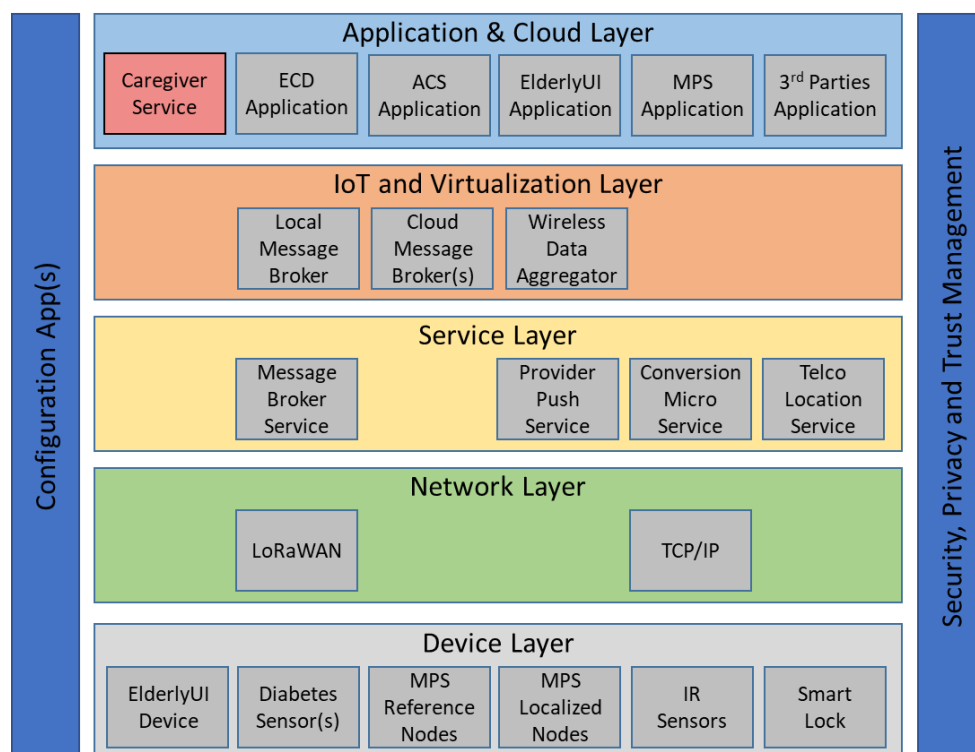 Configuration App(s)
Application & Cloud Layer
Caregiver
Service
ECD
Application
ACS
Application
ElderlyUI
Application
MPS
Application
3rd Parties
Application
IoT and Virtualization Layer
Local
Message
Broker
Cloud
Message
Broker(s)
Wireless
Data
Aggregator
Service Layer
Message
Broker
Service
Provider
Push
Service
Conversion
Micro
Service
Telco
Location
Service
Network Layer
LoRaWAN
TCP/IP
Device Layer
ElderlyUI
Device
Diabetes
Sensor(s)
MPS
Reference
Nodes
MPS
Localized
Nodes
IR
Sensors
Smart
Lock
Security, Privacy and Trust Management